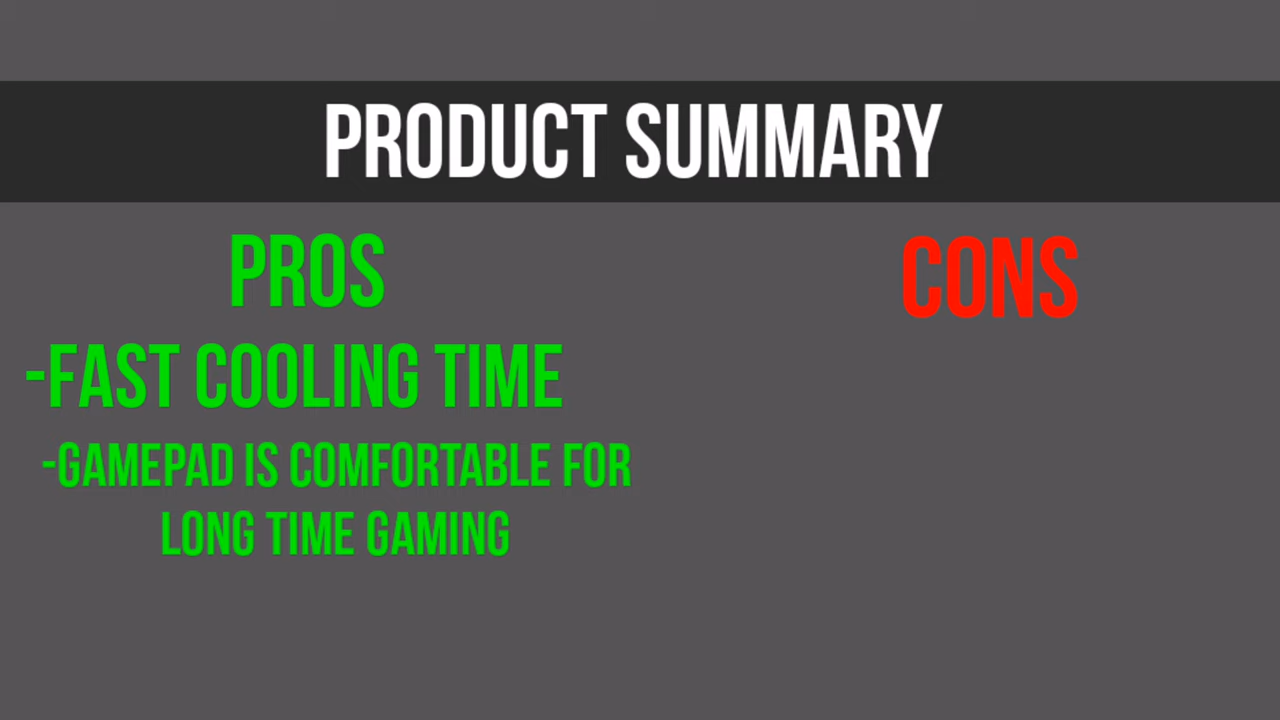 PRODUCT SUMMARY
PROS
CONS
-FAST COOLING TIME
-GAMEPAD IS COMFORTABLE FOR
LONG TIME GAMING